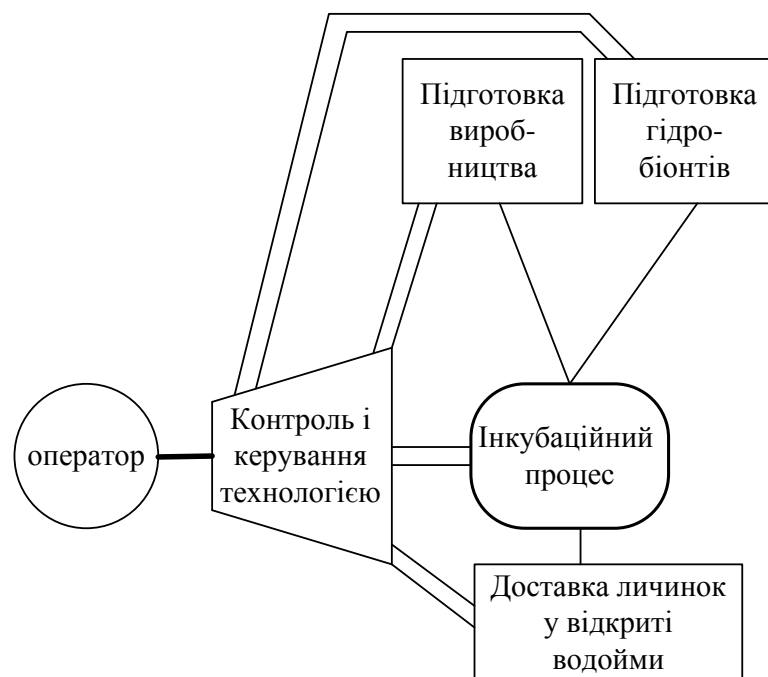 Підготовка
вироб-
ництва
Підготовка
гідро-
біонтів
оператор
Контроль і
керування
технологією
Інкубаційний
процес
Доставка личинок
у відкриті
водойми